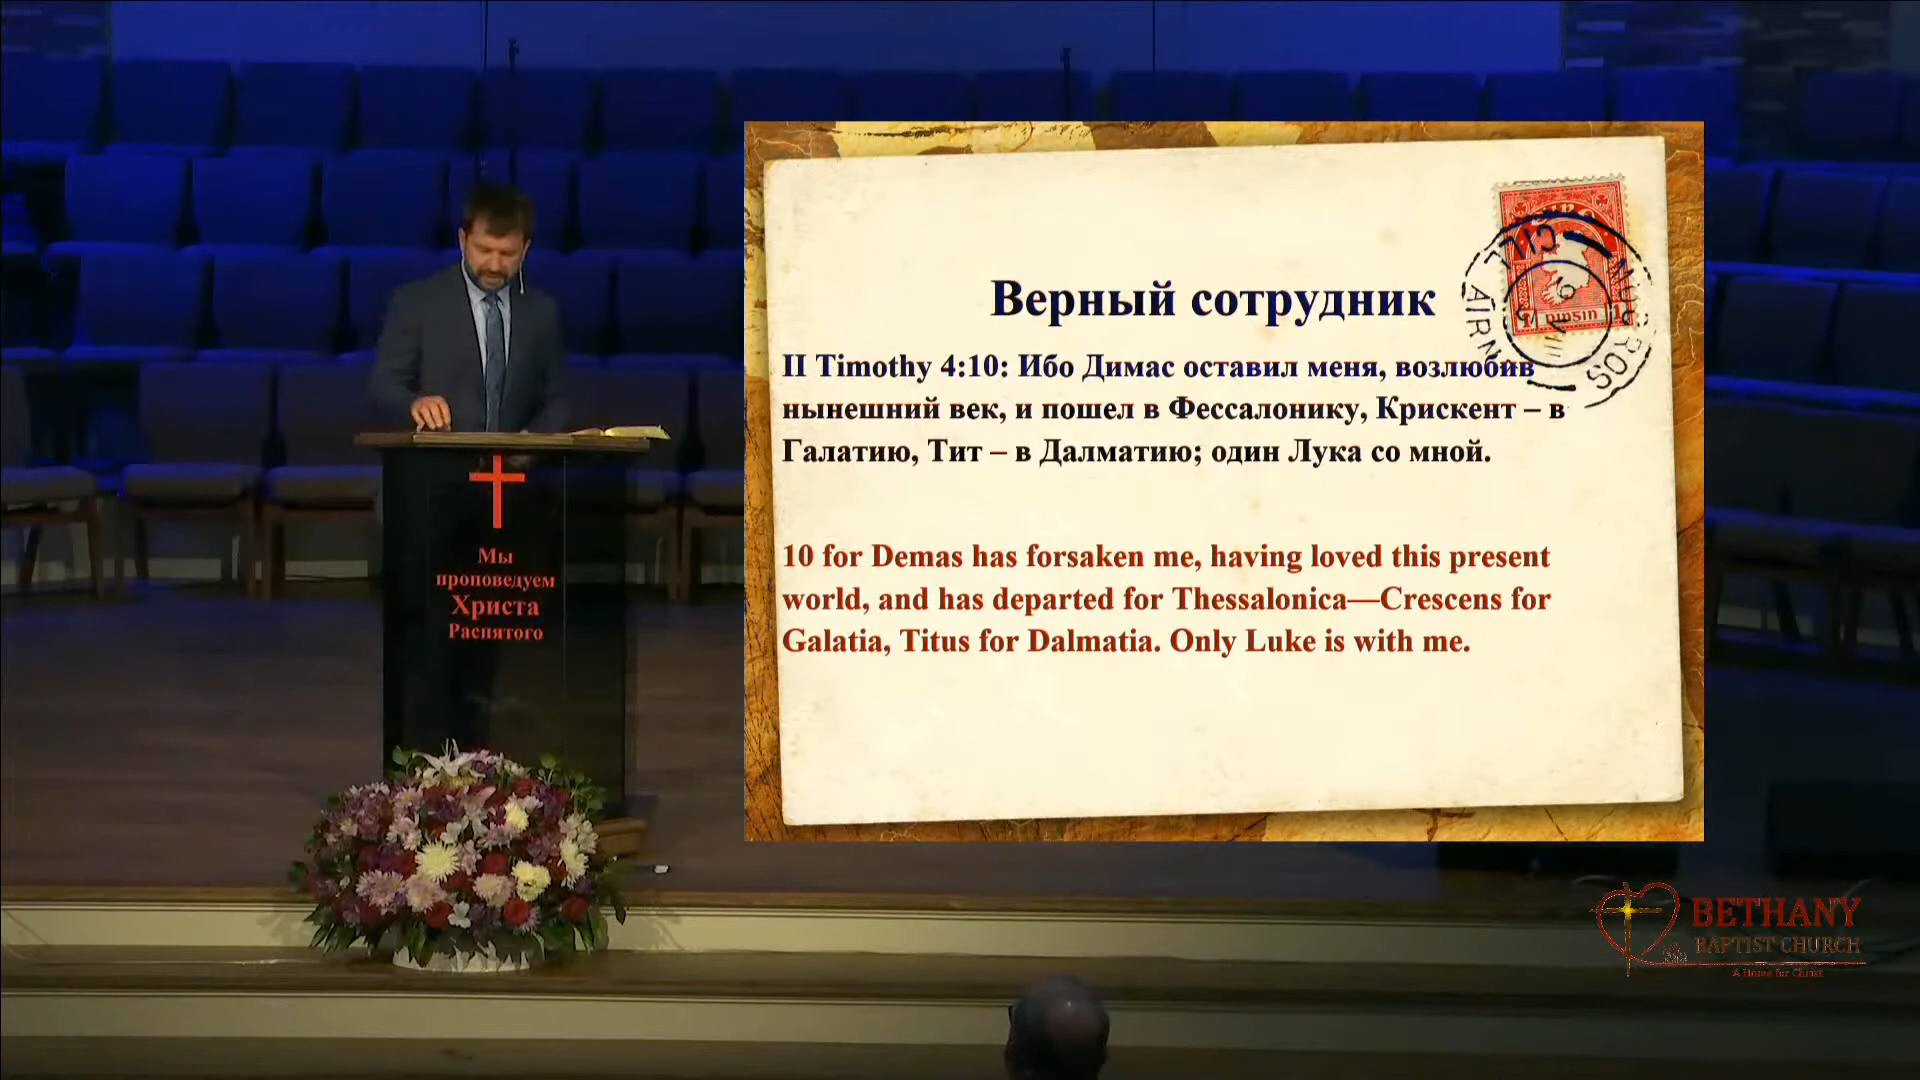 Верный сотрудник
II Timothy 4:10: Ибо Димас оставил меня, возлюбив
нынешний век, и пошел в Фессалонику, Крискент – в
Галатию, Тит – в Далматию; один Лука со мной.
10 for Demas has forsaken me, having loved this present
world, and has departed for Thessalonica—Crescens for
Galatia, Titus for Dalmatia. Only Luke is with me.
Мы
проповедуем
Христа
Распятого
BETHANY
BAPTIST CHURCH
A Home for Christ